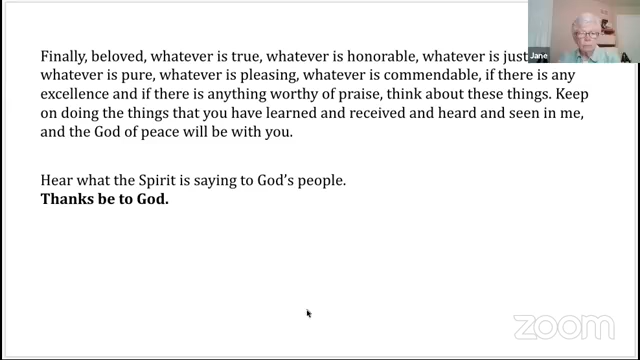 Finally, beloved, whatever is true, whatever is honorable, whatever is just
whatever is pure, whatever is pleasing, whatever is commendable, if there is any
excellence and if there is anything worthy of praise, think about these things. Keep
on doing the things that you have learned and received and heard and seen in me,
and the God of peace will be with you.
Hear what the Spirit is saying to God’s people.
Thanks be to God.
Jane
zoom